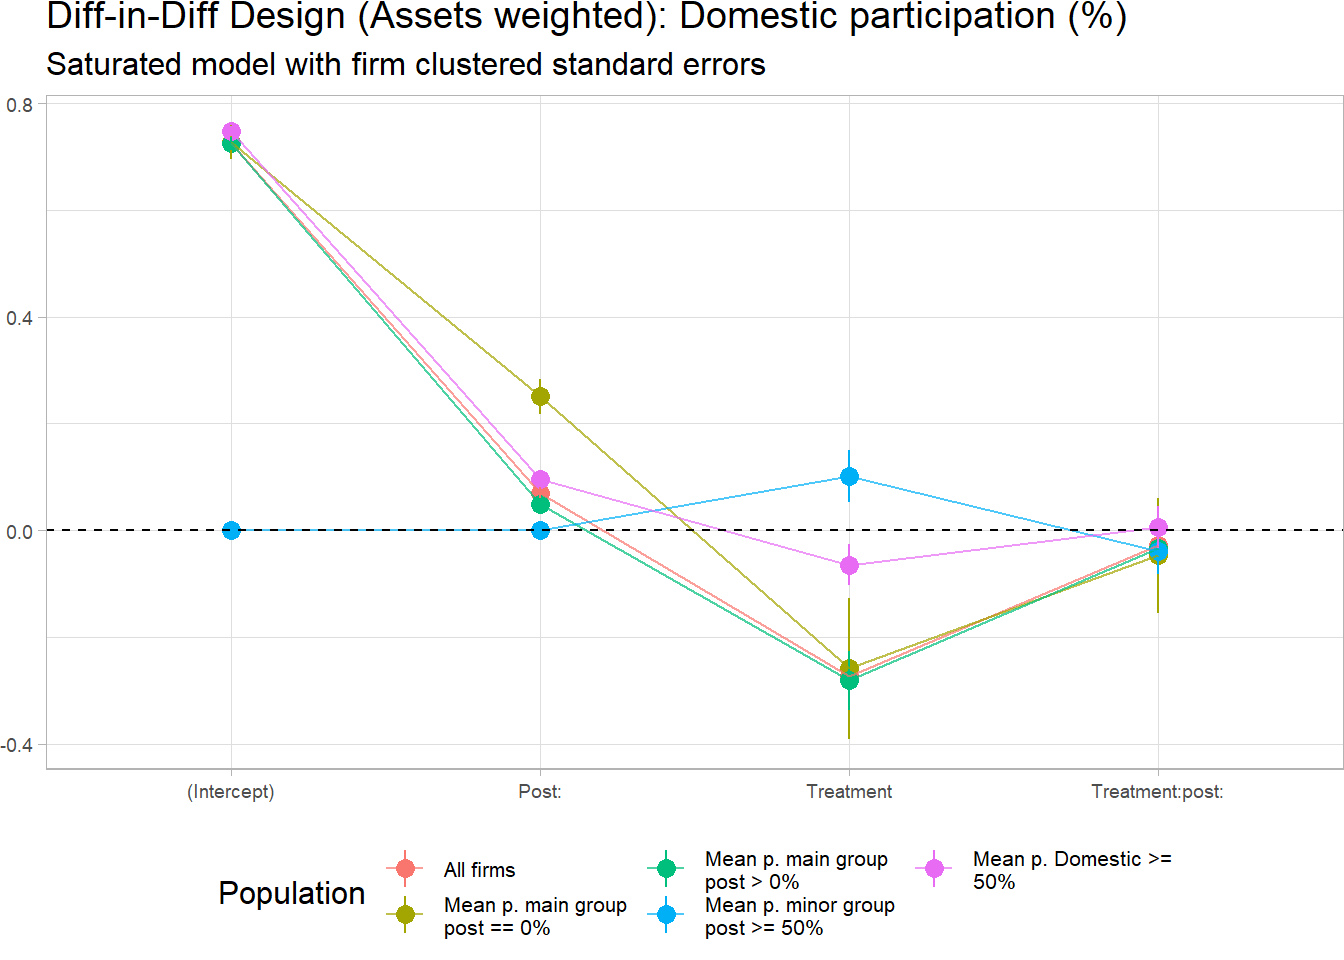 Diff-in-Diff Design (Assets weighted): Domestic participation (%)
Saturated model with firm clustered standard errors
0.8
0.4
0.0
-0.4
(Intercept)
Post:
Treatment
Treatment:post:
Population
All firms
Mean p. main group
post == 0%
Mean p. main group
post > 0%
Mean p. minor group
post >= 50%
Mean p. Domestic >=
50%